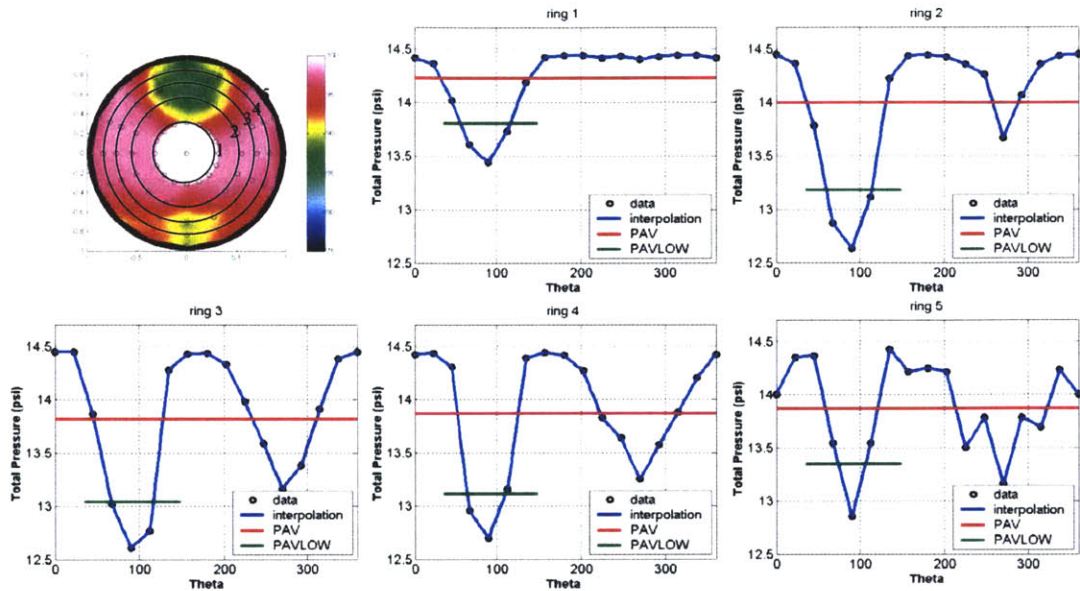 ring 1
ring 2
14.5
14
13.5
13
12.5
Total Pressure (psi)
0
100
200
300
Theta
data
interpolation
PAV
PAVLOW
14.5
14
13.5
13
12.5
Total Pressure (psi)
0
100
200
300
Theta
data
interpolation
PAV
PAVLOW
1
2
3
4
5
ring 3
ring 4
ring 5
14.5
14
13.5
13
12.5
Total Pressure (psi)
0
100
200
300
Theta
data
interpolation
PAV
PAVLOW
14.5
14
13.5
13
12.5
Total Pressure (psi)
0
100
200
300
Theta
data
interpolation
PAV
PAVLOW
14.5
14
13.5
13
12.5
Total Pressure (psi)
0
100
200
300
Theta
data
interpolation
PAV
PAVLOW